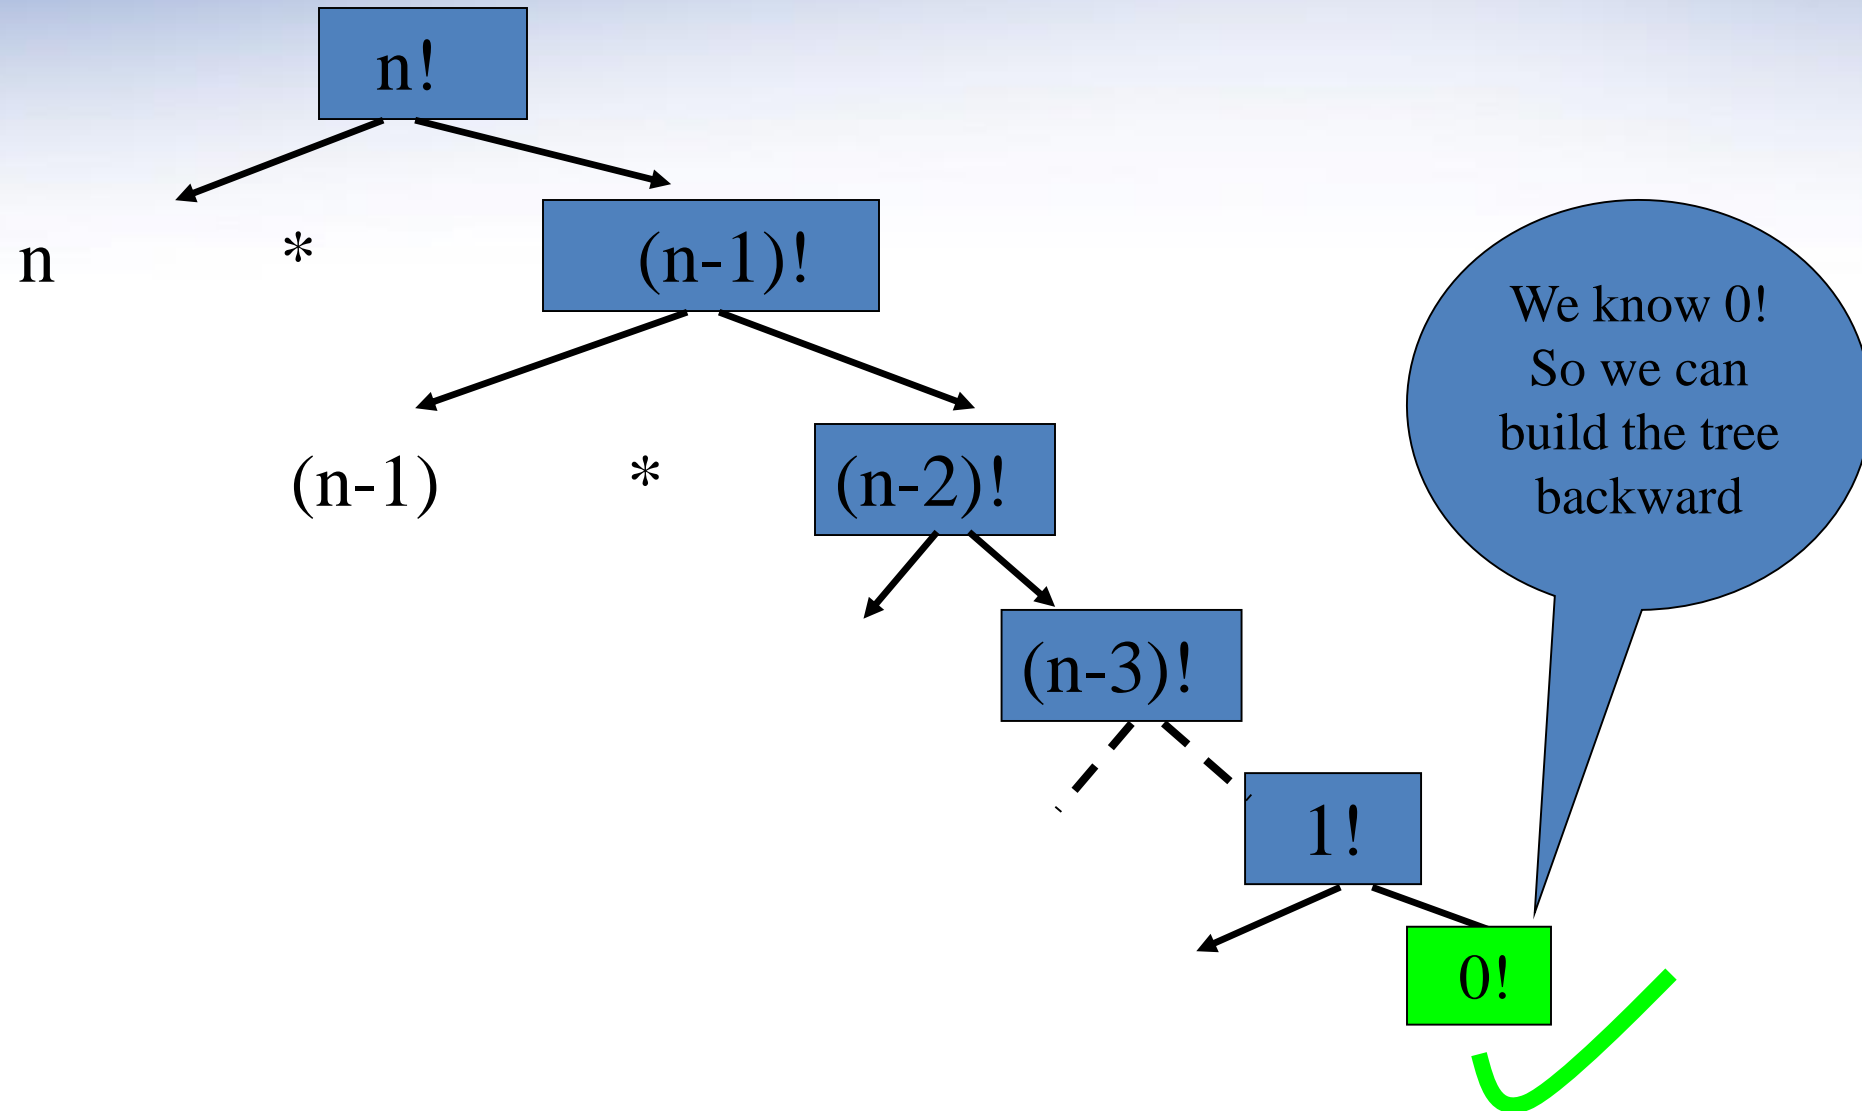 n!
n * (n-1)!
We know 0!
So we can
build the tree
backward
(n-1) * (n-2)!
(n-3)!
1!
0!